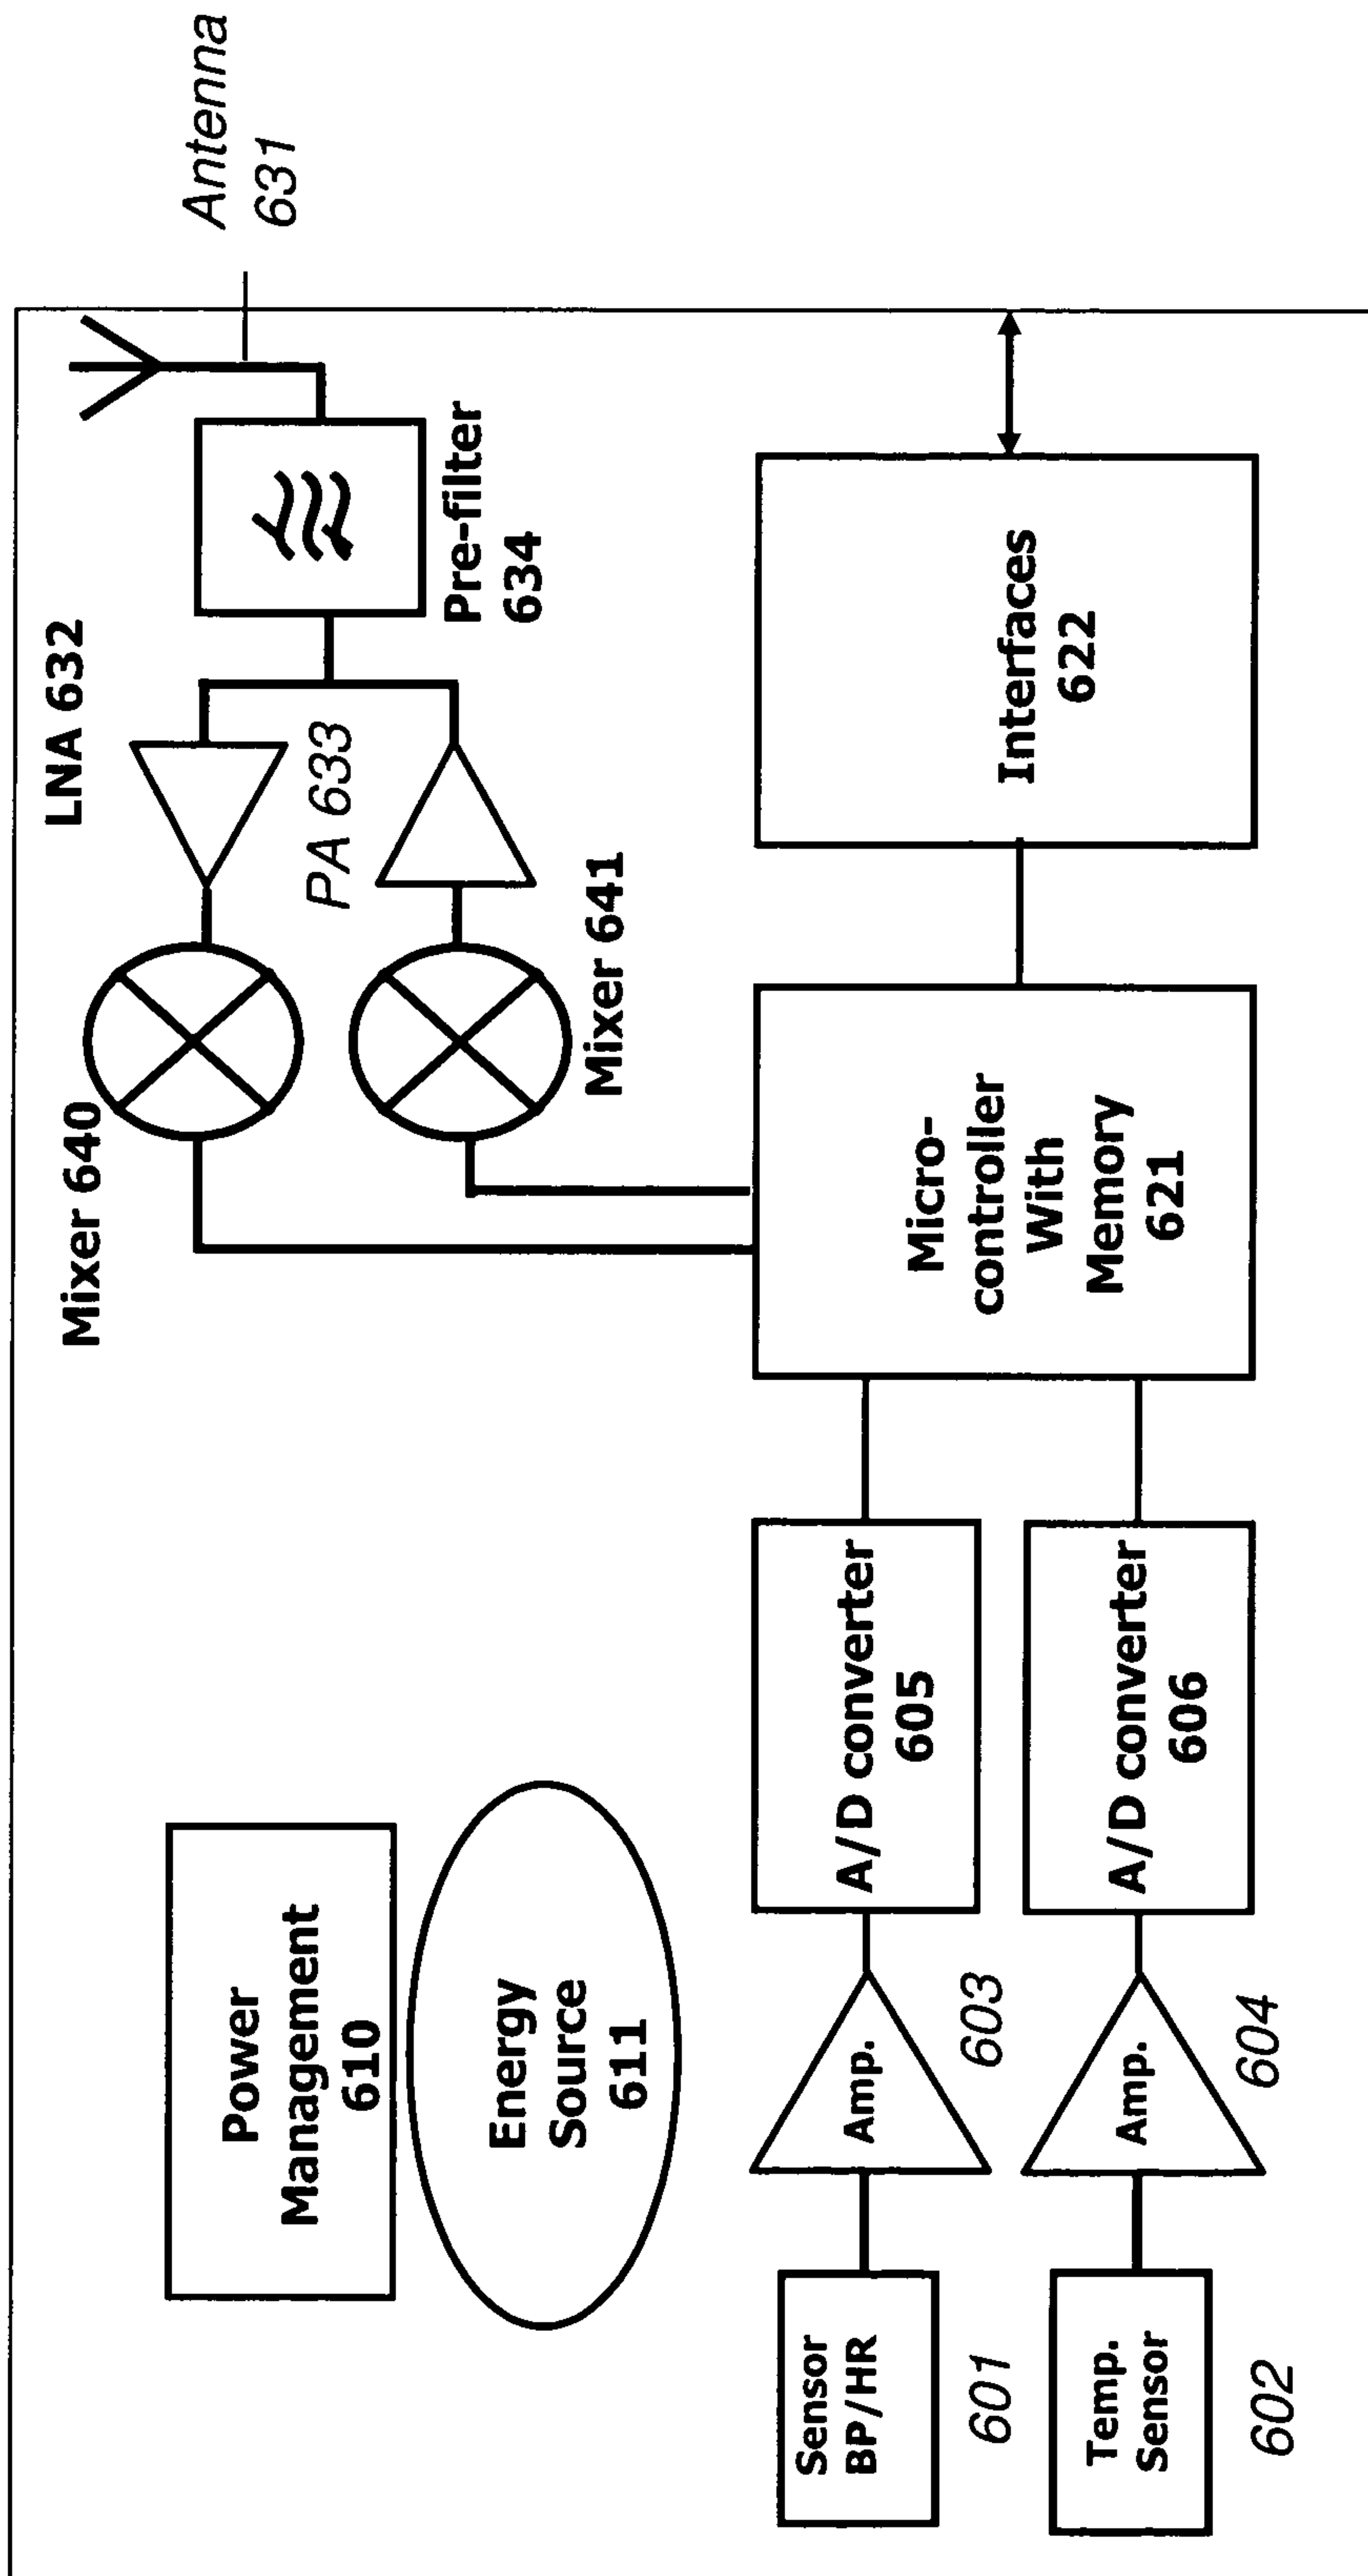 Antenna
631
LNA 632
Pre-filter
634
PA 633
Mixer 640
Mixer 641
Power
Management
610
Energy
Source
611
Sensor
BP/HR
601
Amp.
603
A/D converter
605
Micro-
controller
With
Memory
621
Interfaces
622
Temp.
Sensor
602
Amp.
604
A/D converter
606